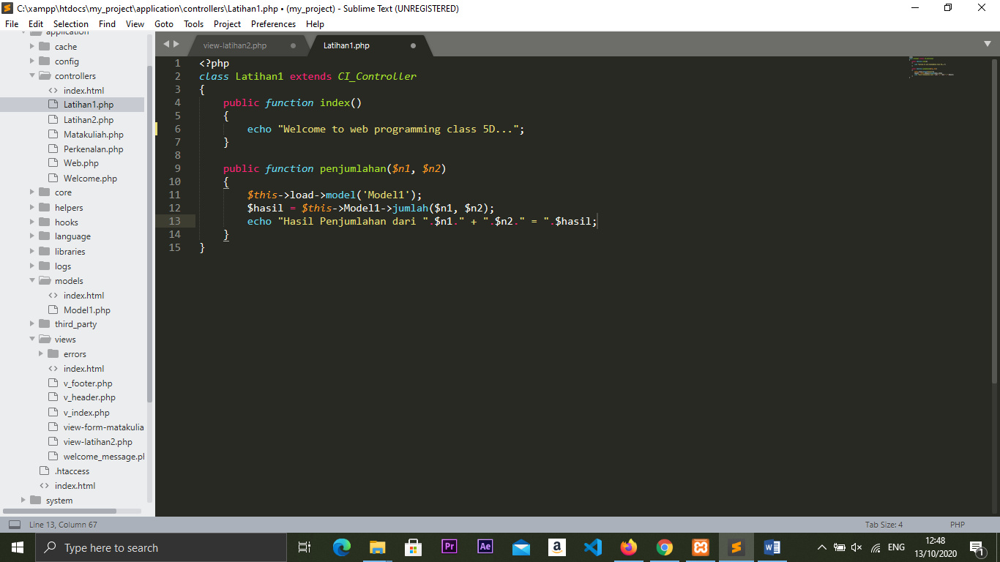 C:\xampp\htdocs\my_project\application\controllers\Latihan1.php • (my_project) - Sublime Text (UNREGISTERED)
File Edit Selection Find View Goto Tools Project Preferences Help
application
cache
config
controllers
index.html
Latihan1.php
Latihan2.php
Matakuliah.php
Perkenalan.php
Web.php
Welcome.php
core
helpers
hooks
language
libraries
logs
models
index.html
Model1.php
third_party
views
errors
index.html
v_footer.php
v_header.php
v_index.php
view-form-matakulia
view-latihan2.php
welcome_message.pl
.htaccess
index.html
system
view-latihan2.php
Latihan1.php
1 <?php
2 class Latihan1 extends CI_Controller
3 {
4     public function index()
5     {
6         echo "Welcome to web programming class 5D...";
7     }
8
9     public function penjumlahan($n1, $n2)
10     {
11         $this->load->model('Model1');
12         $hasil = $this->Model1->jumlah($n1, $n2);
13         echo "Hasil Penjumlahan dari ".$n1." + ".$n2." = ".$hasil;
14     }
15 }
Line 13, Column 67
Tab Size: 4
PHP
Type here to search
Pr
Ae
a
W
ENG
12:48
13/10/2020
1